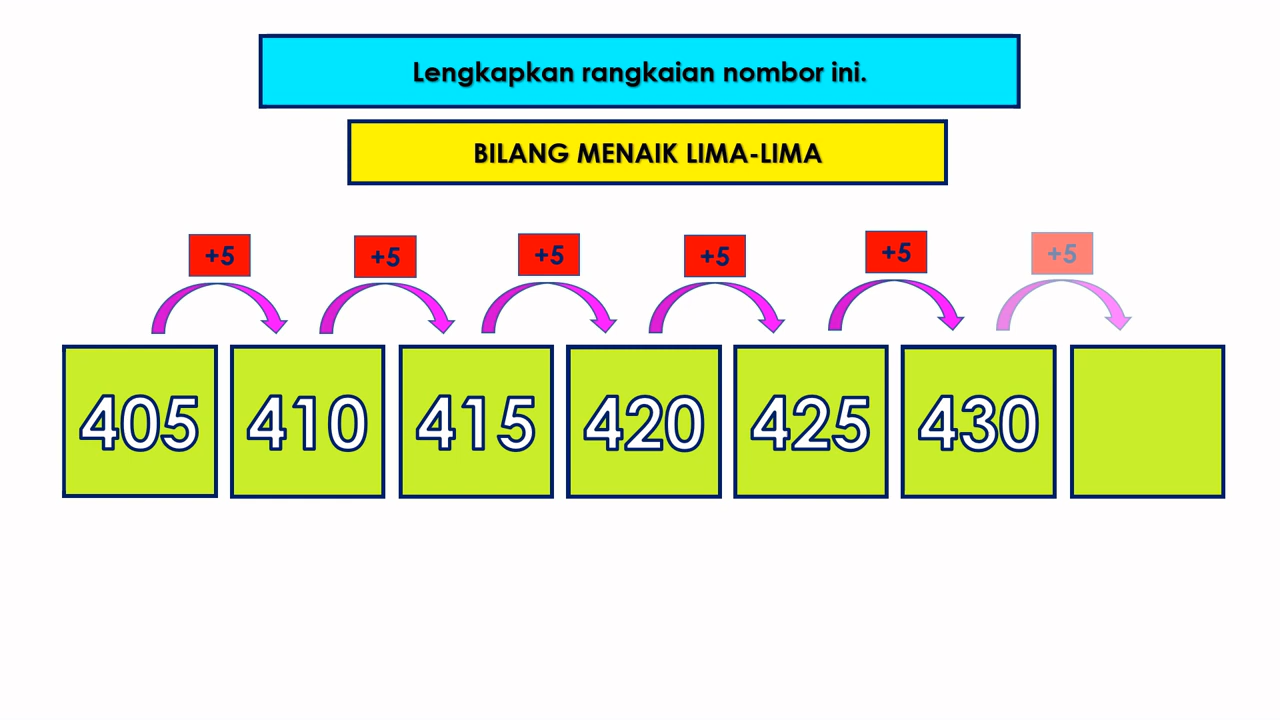 Lengkapkan rangkaian nombor ini.
BILANG MENAIK LIMA-LIMA
+5 +5 +5 +5 +5 +5
405 410 415 420 425 430